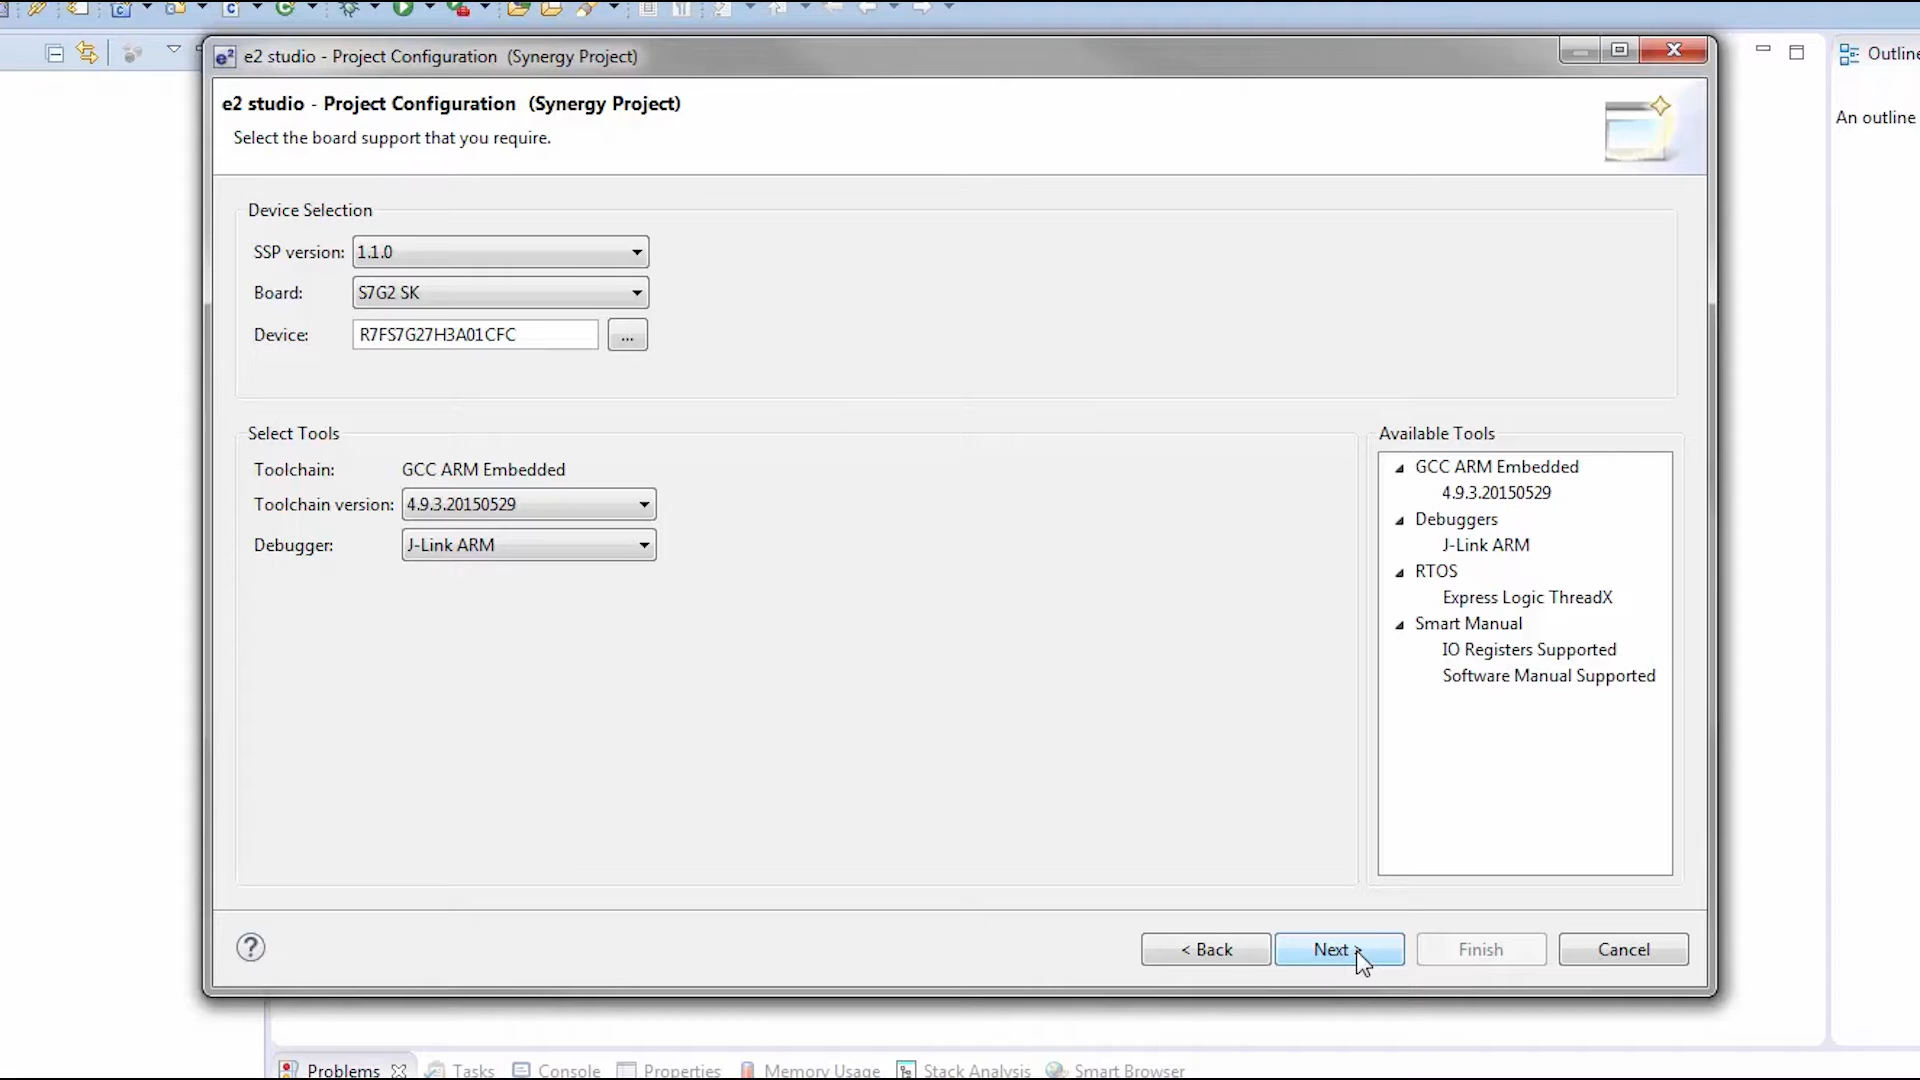 e2 studio - Project Configuration (Synergy Project)
Outline
e2 studio - Project Configuration (Synergy Project)
Select the board support that you require.
An outline
Device Selection
SSP version: 1.1.0
Board: S7G2 SK
Device: R7FS7G27H3A01CFC ...
Select Tools
Available Tools
Toolchain: GCC ARM Embedded
Toolchain version: 4.9.3.20150529
Debugger: J-Link ARM
GCC ARM Embedded
4.9.3.20150529
Debuggers
J-Link ARM
RTOS
Express Logic ThreadX
Smart Manual
IO Registers Supported
Software Manual Supported
< Back Next > Finish Cancel
Problems Tasks Console Properties Memory Usage Stack Analysis Smart Browser